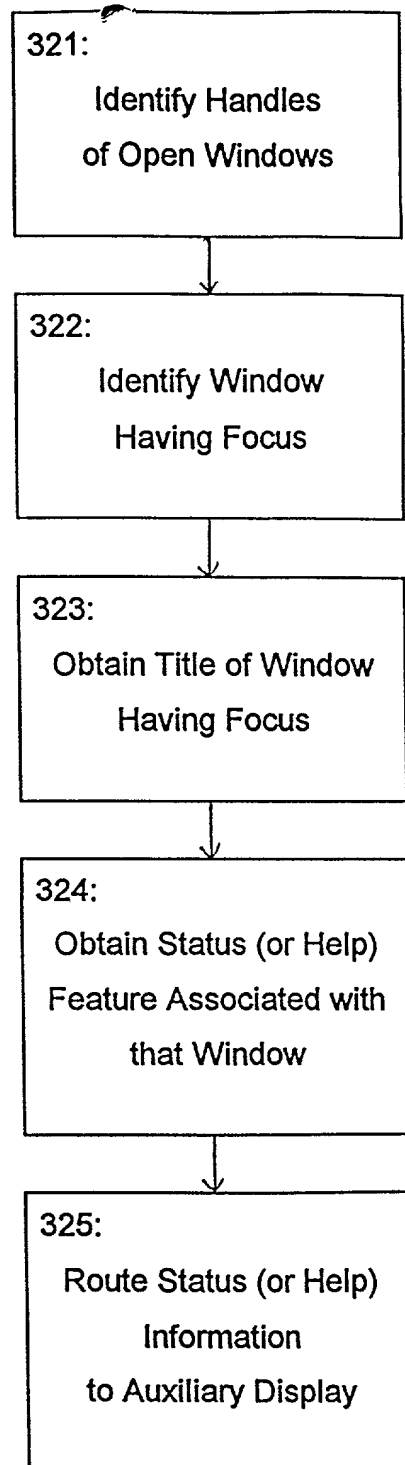 321:
Identify Handles
of Open Windows
322:
Identify Window
Having Focus
323:
Obtain Title of Window
Having Focus
324:
Obtain Status (or Help)
Feature Associated with
that Window
325:
Route Status (or Help)
Information
to Auxiliary Display